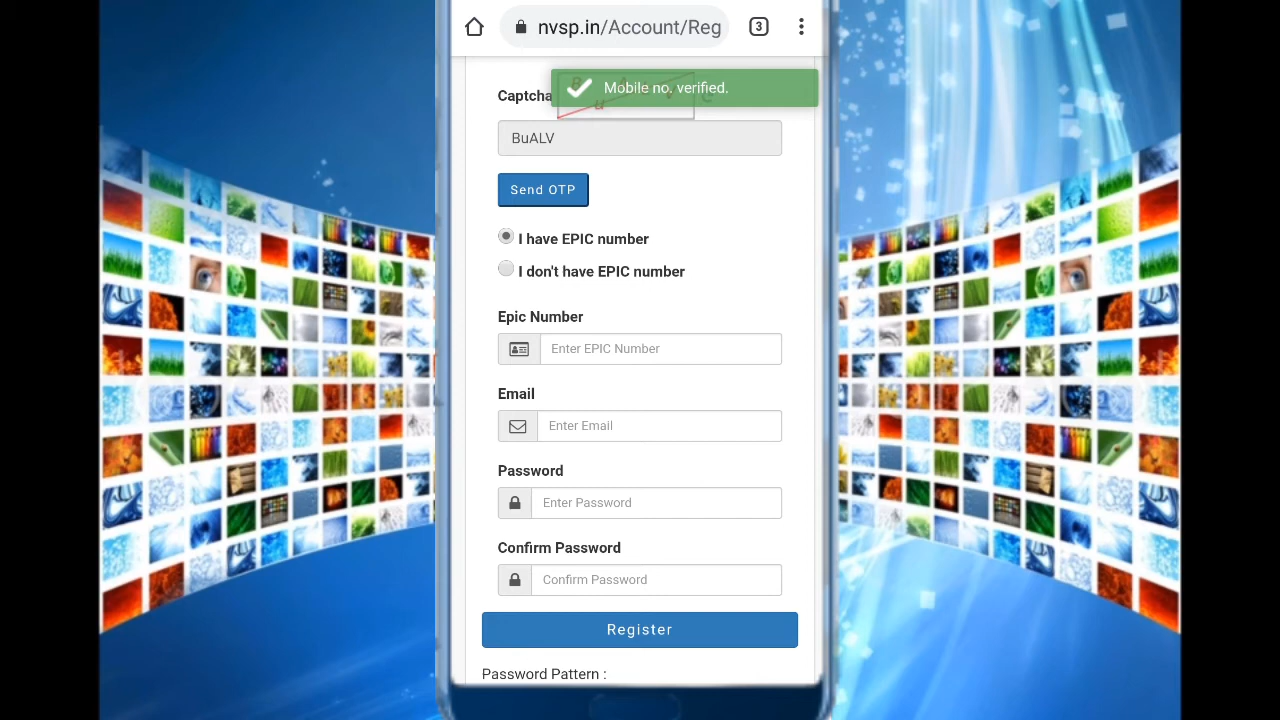 nvsp.in/Account/Reg
3
Mobile no. verified.
Captcha
BuALV
Send OTP
I have EPIC number
I don't have EPIC number
Epic Number
Enter EPIC Number
Email
Enter Email
Password
Enter Password
Confirm Password
Confirm Password
Register
Password Pattern :